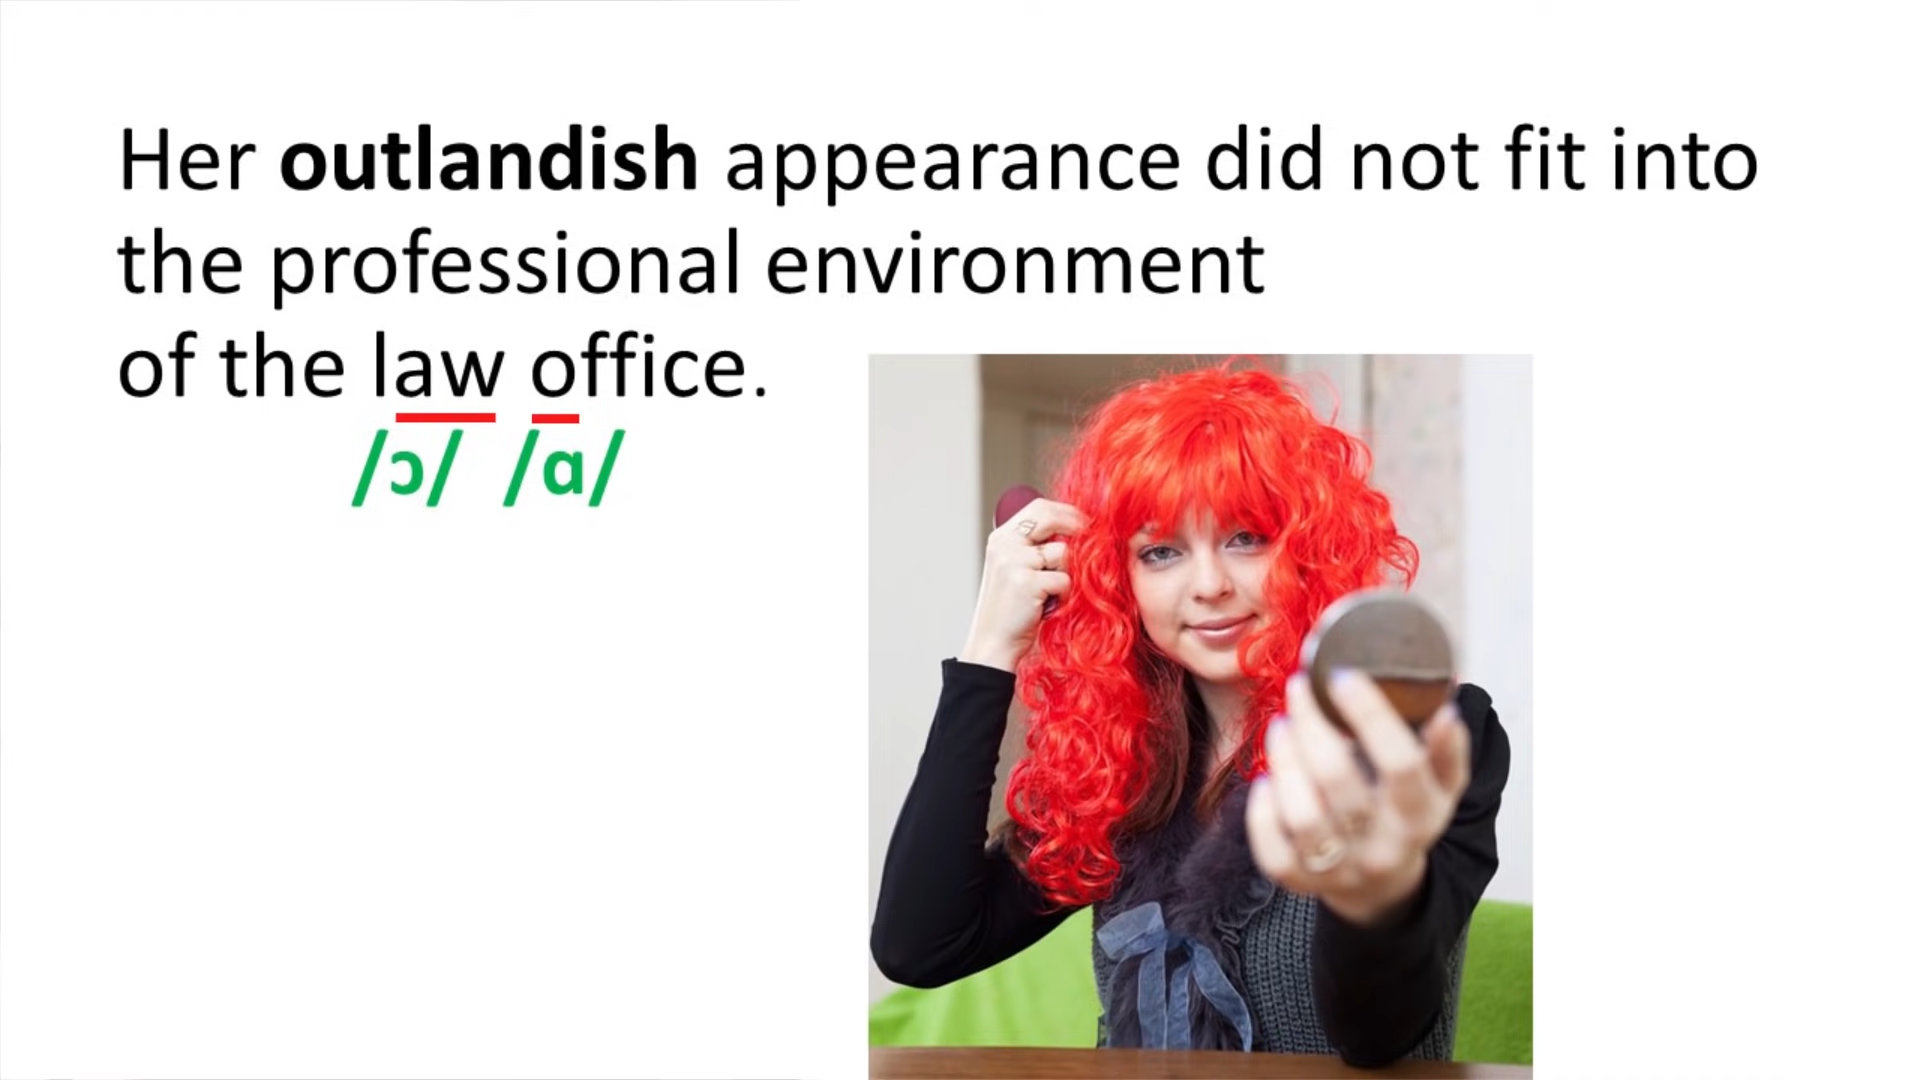 Her outlandish appearance did not fit into
the professional environment
of the law office.
/ɔ/ /ɑ/